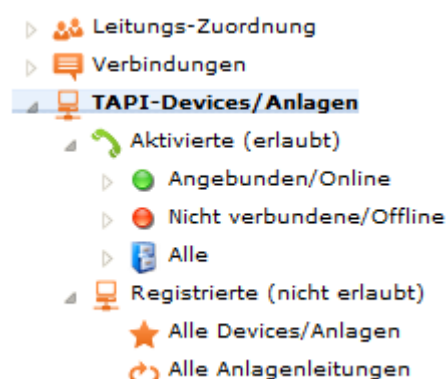 Leitungs-Zuordnung
Verbindungen
TAPI-Devices/Anlagen
Aktivierte (erlaubt)
Angebunden/Online
Nicht verbundene/Offline
Alle
Registrierte (nicht erlaubt)
Alle Devices/Anlagen
Alle Anlagenleitungen